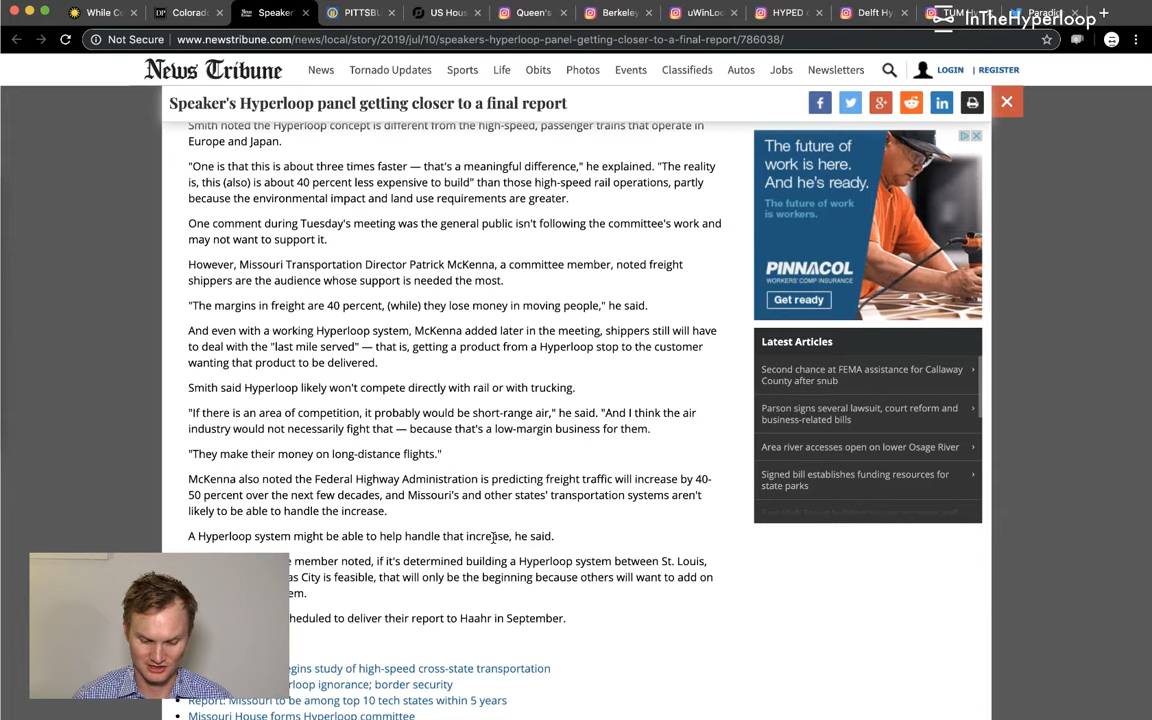 While C
Colorad
Speaker
PITTSBU
US Hous
Queen's
Berkeley
uWinLoc
HYPED
Delft Hy
TUM Hy
Paradig
InTheHyperloop
Not Secure www.newstribune.com/news/local/story/2019/jul/10/speakers-hyperloop-panel-getting-closer-to-a-final-report/786038/
News Tribune
News Tornado Updates Sports Life Obits Photos Events Classifieds Autos Jobs Newsletters LOGIN | REGISTER
Speaker's Hyperloop panel getting closer to a final report
Smith noted the Hyperloop concept is different from the high-speed, passenger trains that operate in
Europe and Japan.
"One is that this is about three times faster — that's a meaningful difference," he explained. "The reality
is, this (also) is about 40 percent less expensive to build" than those high-speed rail operations, partly
because the environmental impact and land use requirements are greater.
One comment during Tuesday's meeting was the general public isn't following the committee's work and
may not want to support it.
However, Missouri Transportation Director Patrick McKenna, a committee member, noted freight
shippers are the audience whose support is needed the most.
"The margins in freight are 40 percent, (while) they lose money in moving people," he said.
And even with a working Hyperloop system, McKenna added later in the meeting, shippers still will have
to deal with the "last mile served" — that is, getting a product from a Hyperloop stop to the customer
wanting that product to be delivered.
Smith said Hyperloop likely won't compete directly with rail or with trucking.
"If there is an area of competition, it probably would be short-range air," he said. "And I think the air
industry would not necessarily fight that — because that's a low-margin business for them.
"They make their money on long-distance flights."
McKenna also noted the Federal Highway Administration is predicting freight traffic will increase by 40-
50 percent over the next few decades, and Missouri's and other states' transportation systems aren't
likely to be able to handle the increase.
A Hyperloop system might be able to help handle that increase, he said.
member noted, if it's determined building a Hyperloop system between St. Louis,
as City is feasible, that will only be the beginning because others will want to add on
em.
heduled to deliver their report to Haahr in September.
egins study of high-speed cross-state transportation
rloop ignorance; border security
Report: Missouri to be among top 10 tech states within 5 years
Missouri House forms Hyperloop committee
The future of
work is here.
And he's ready.
The future of work
is workers.
PINNACOL
WORKERS' COMP INSURANCE
Get ready
Latest Articles
Second chance at FEMA assistance for Callaway
County after snub
Parson signs several lawsuit, court reform and
business-related bills
Area river accesses open on lower Osage River
Signed bill establishes funding resources for
state parks